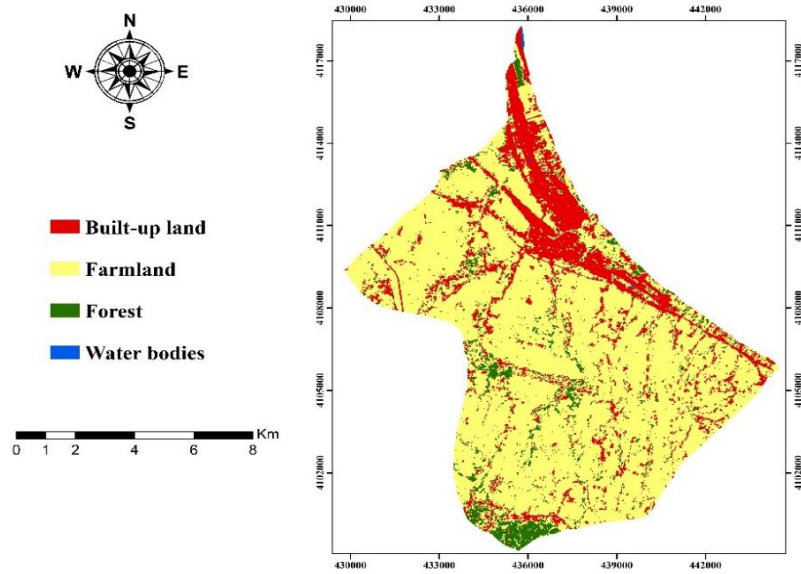 430000 433000 436000 439000 442000
N
W E
S
4117000 4117000
4114000 4114000
Built-up land
4111000 4111000
Farmland
Forest
4108000 4108000
Water bodies
4105000 4105000
Km
0 1 2 4 6 8
4102000 4102000
430000 433000 436000 439000 442000